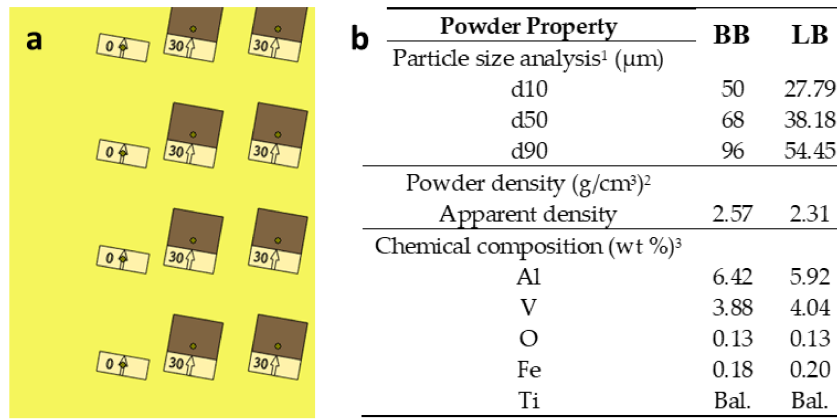 a
0 30 30
0 30 30
0 30 30
0 30 30
b
Powder Property BB LB
Particle size analysis¹ (µm)
d10 50 27.79
d50 68 38.18
d90 96 54.45
Powder density (g/cm³)²
Apparent density 2.57 2.31
Chemical composition (wt %)³
Al 6.42 5.92
V 3.88 4.04
O 0.13 0.13
Fe 0.18 0.20
Ti Bal. Bal.